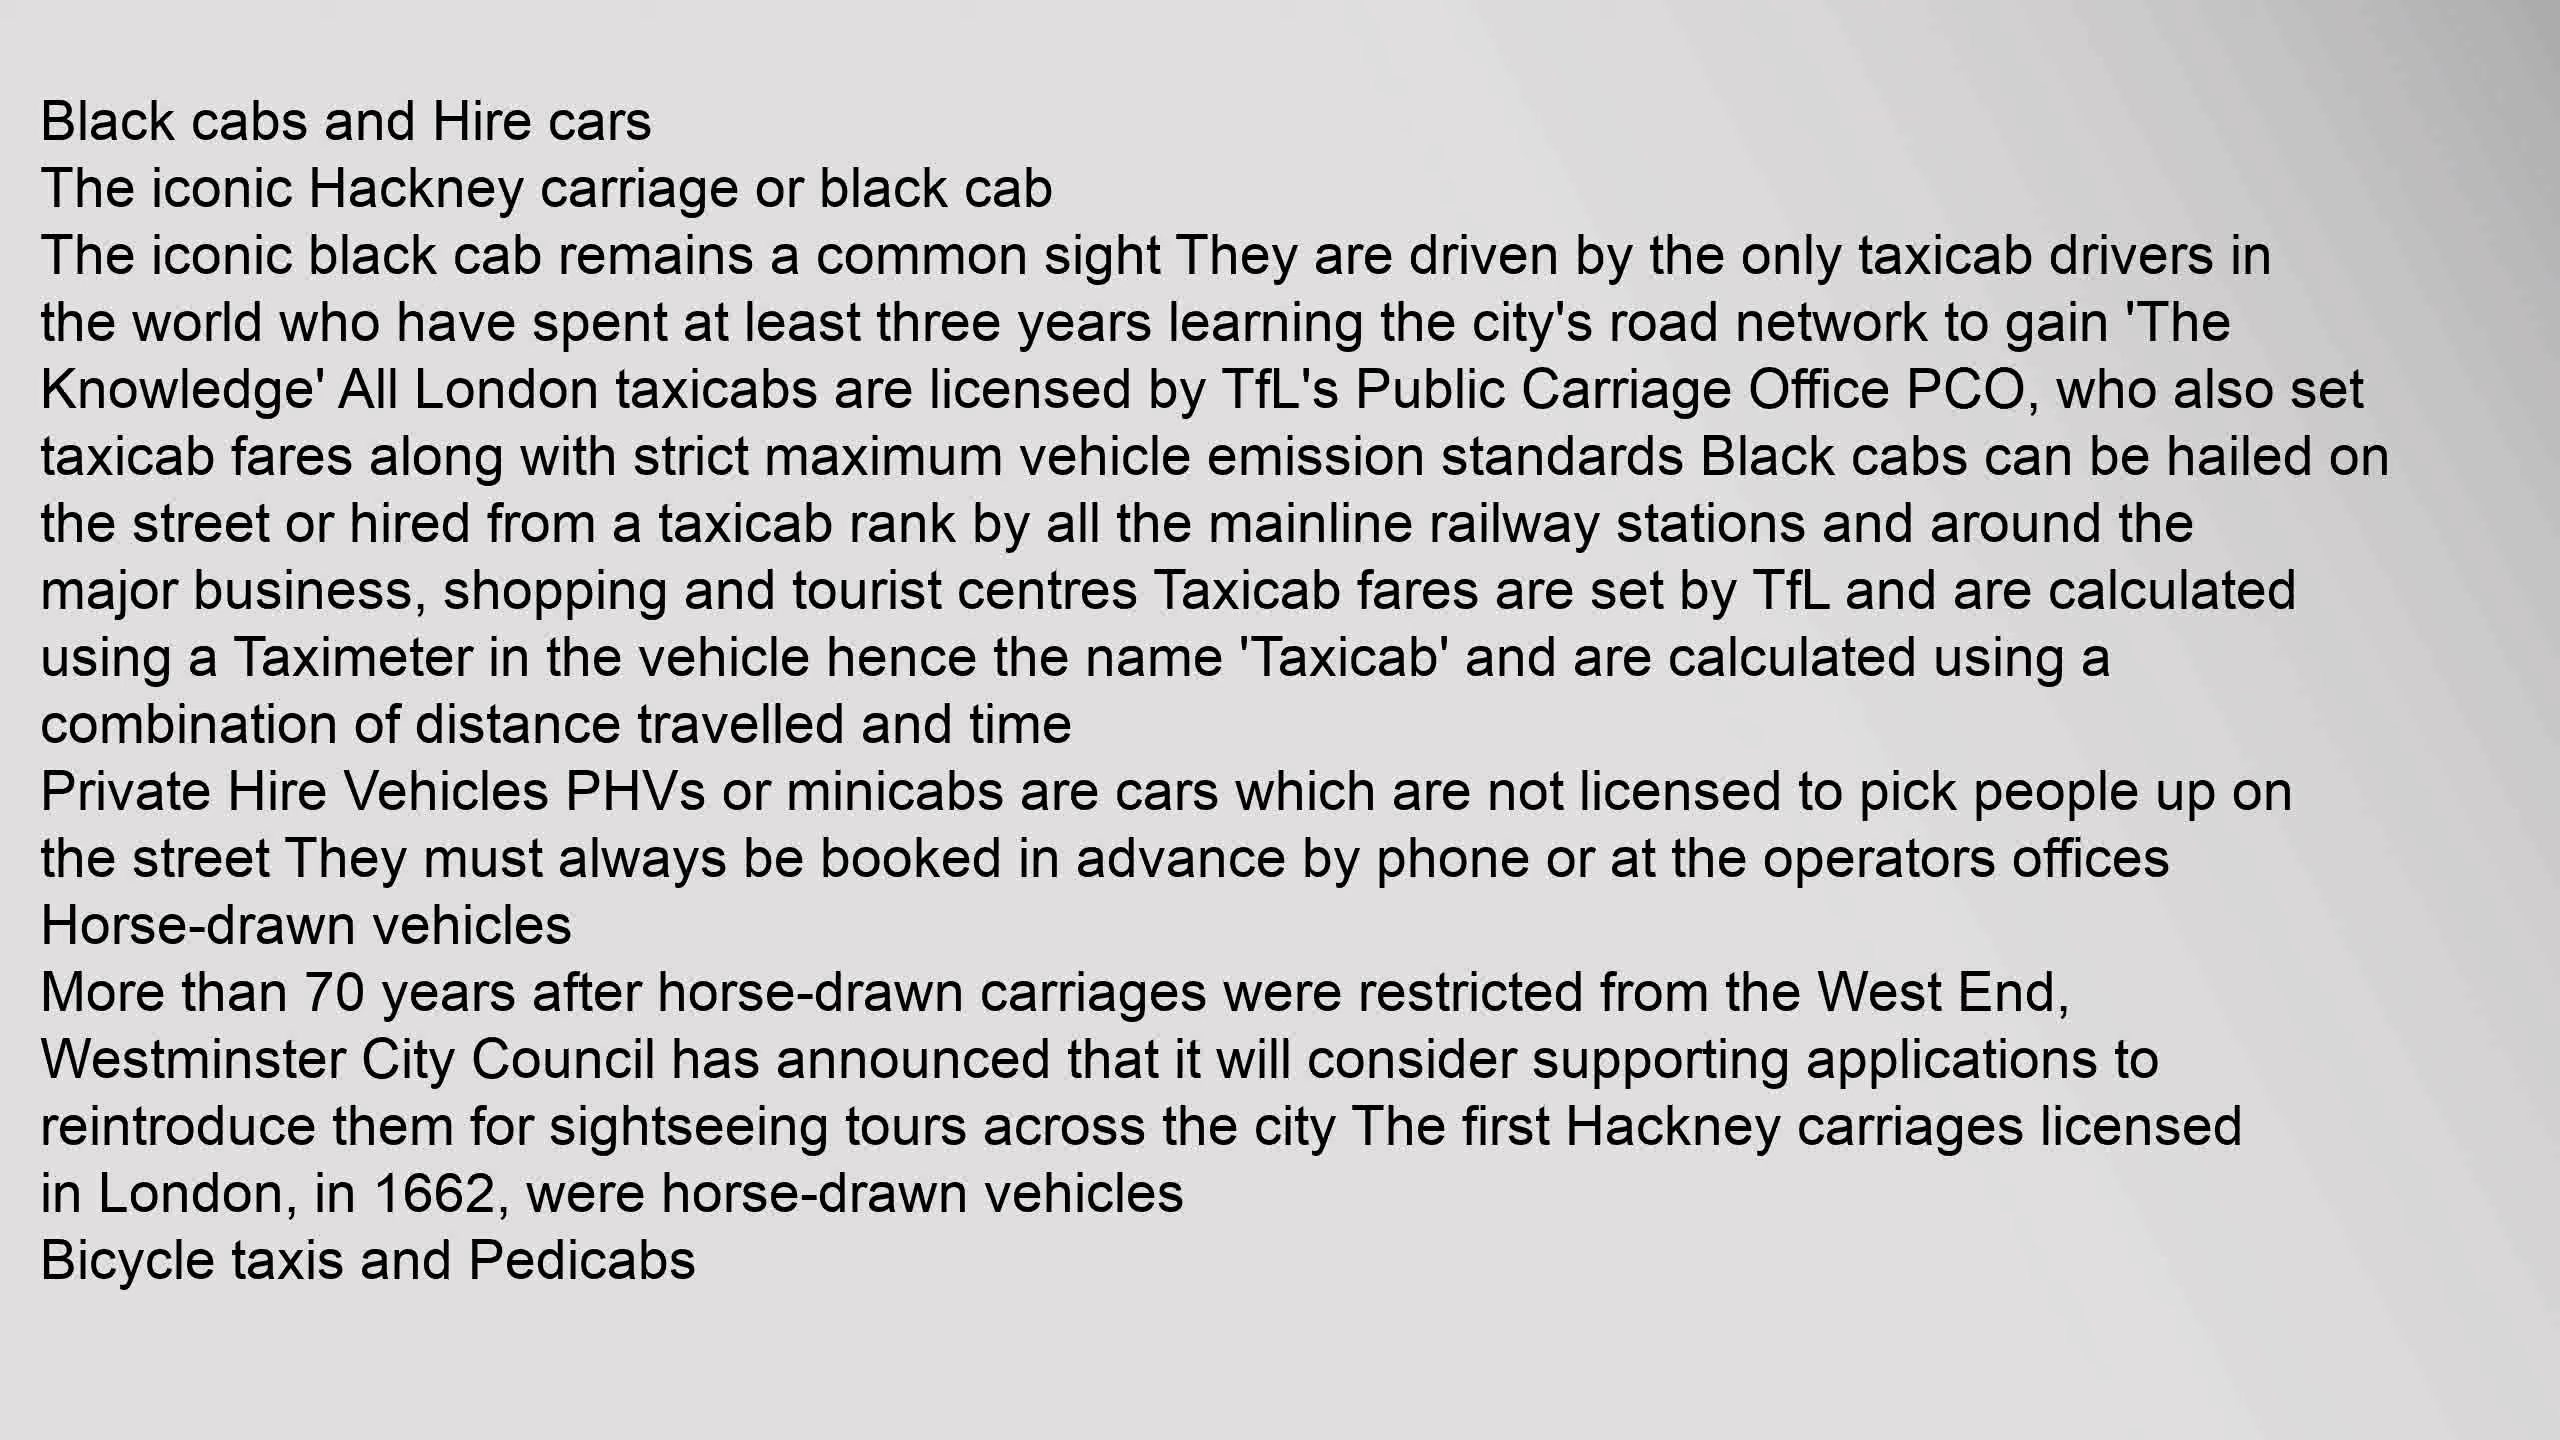 Black cabs and Hire cars
The iconic Hackney carriage or black cab
The iconic black cab remains a common sight They are driven by the only taxicab drivers in
the world who have spent at least three years learning the city's road network to gain 'The
Knowledge' All London taxicabs are licensed by TfL's Public Carriage Office PCO, who also set
taxicab fares along with strict maximum vehicle emission standards Black cabs can be hailed on
the street or hired from a taxicab rank by all the mainline railway stations and around the
major business, shopping and tourist centres Taxicab fares are set by TfL and are calculated
using a Taximeter in the vehicle hence the name 'Taxicab' and are calculated using a
combination of distance travelled and time
Private Hire Vehicles PHVs or minicabs are cars which are not licensed to pick people up on
the street They must always be booked in advance by phone or at the operators offices
Horse-drawn vehicles
More than 70 years after horse-drawn carriages were restricted from the West End,
Westminster City Council has announced that it will consider supporting applications to
reintroduce them for sightseeing tours across the city The first Hackney carriages licensed
in London, in 1662, were horse-drawn vehicles
Bicycle taxis and Pedicabs